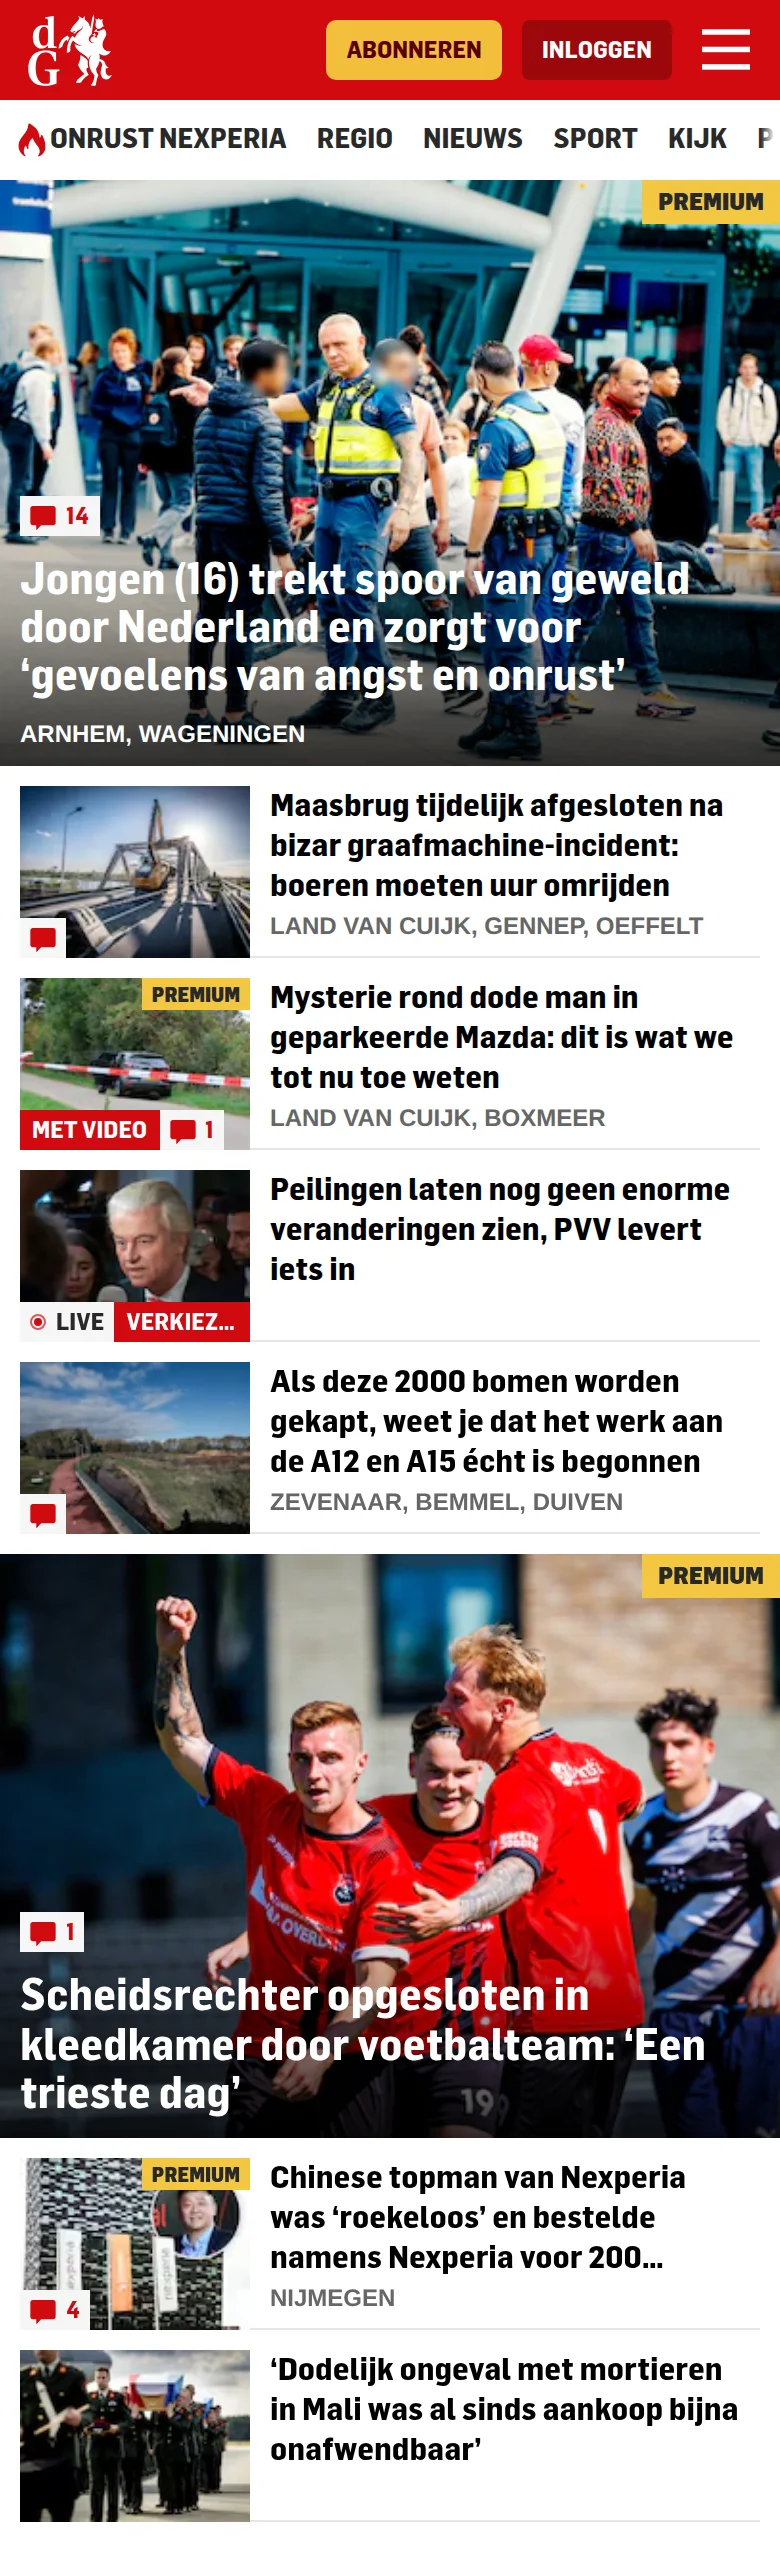 dG
ABONNEREN
INLOGGEN
ONRUST NEXPERIA REGIO NIEUWS SPORT KIJK P
PREMIUM
14
Jongen (16) trekt spoor van geweld
door Nederland en zorgt voor
‘gevoelens van angst en onrust’
ARNHEM, WAGENINGEN
Maasbrug tijdelijk afgesloten na
bizar graafmachine-incident:
boeren moeten uur omrijden
LAND VAN CUIJK, GENNEP, OEFFELT
PREMIUM
MET VIDEO
1
Mysterie rond dode man in
geparkeerde Mazda: dit is wat we
tot nu toe weten
LAND VAN CUIJK, BOXMEER
LIVE
VERKIEZ...
Peilingen laten nog geen enorme
veranderingen zien, PVV levert
iets in
Als deze 2000 bomen worden
gekapt, weet je dat het werk aan
de A12 en A15 écht is begonnen
ZEVENAAR, BEMMEL, DUIVEN
PREMIUM
1
Scheidsrechter opgesloten in
kleedkamer door voetbalteam: ‘Een
trieste dag’
PREMIUM
4
Chinese topman van Nexperia
was ‘roekeloos’ en bestelde
namens Nexperia voor 200...
NIJMEGEN
‘Dodelijk ongeval met mortieren
in Mali was al sinds aankoop bijna
onafwendbaar’